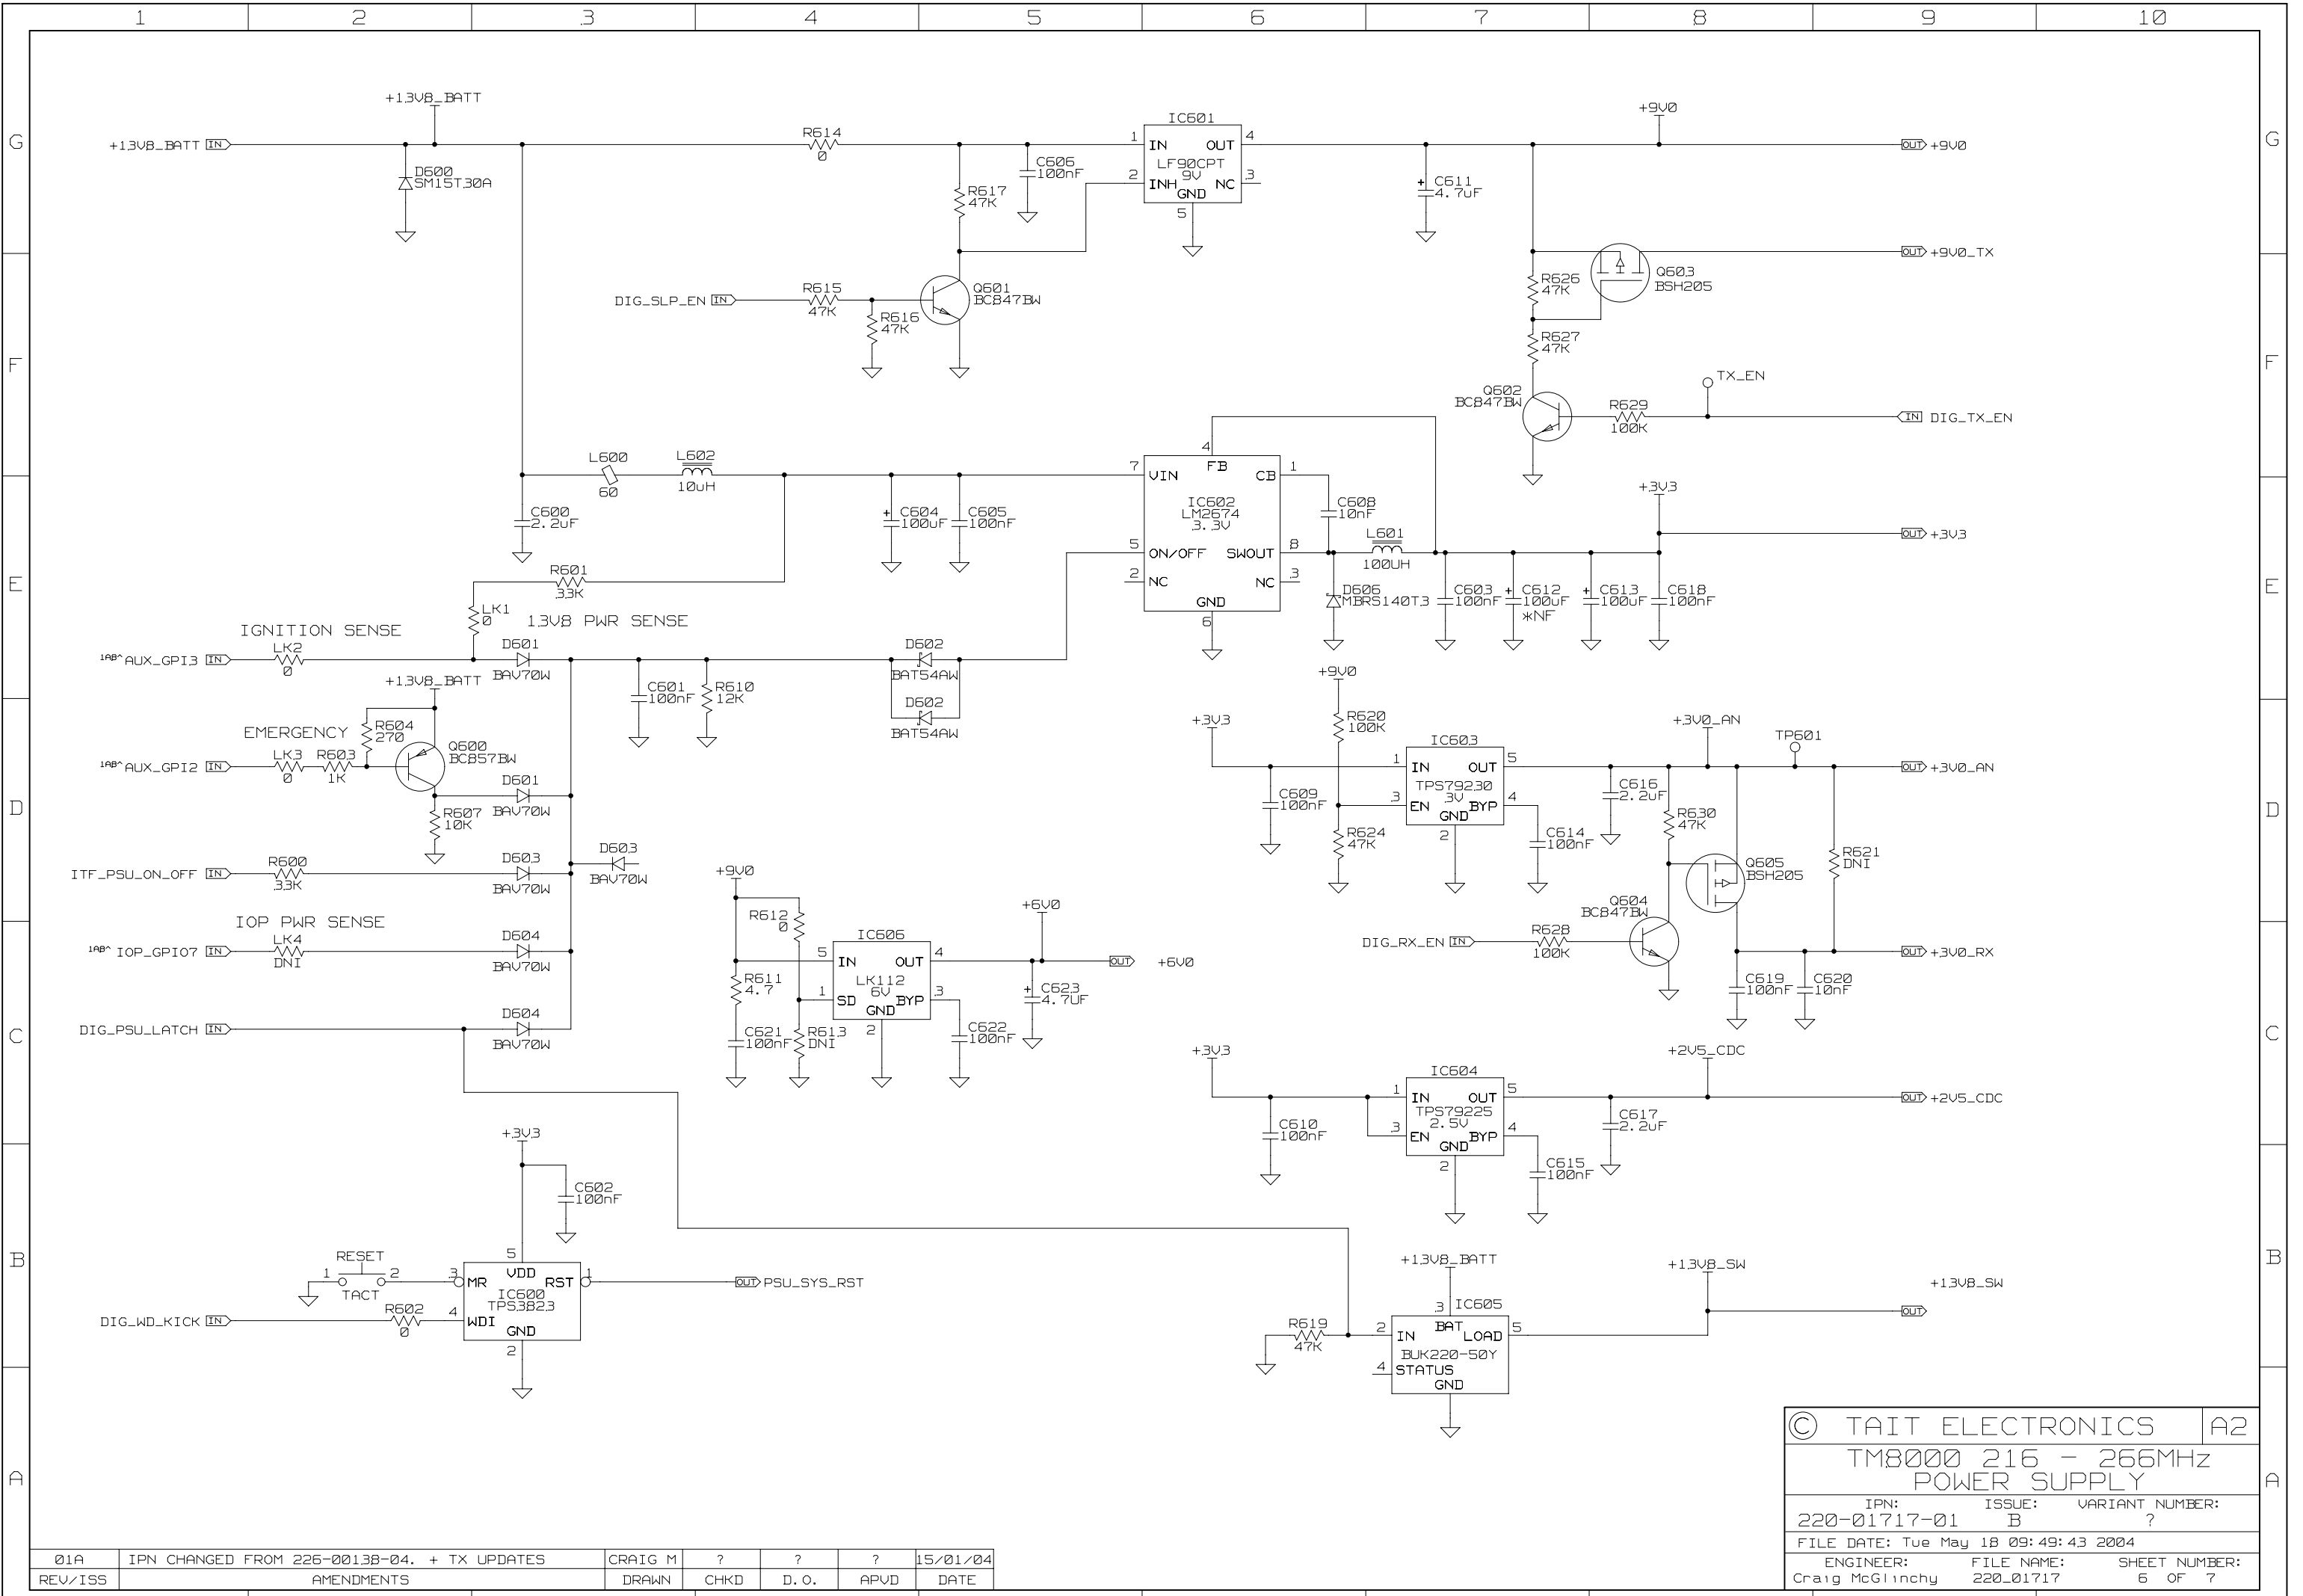 1 2 3 4 5 6 7 8 9 10
G
F
E
D
C
B
A
G
F
E
D
C
B
A
+13V8_BATT
+13V8_BATT IN
D600
SM15T30A
R614
0
R617
47K
C606
100nF
IC601
1 IN OUT 4
LF90CPT
9V
2 INH NC 3
GND
5
C611
4.7uF
+9V0
OUT +9V0
OUT +9V0_TX
DIG_SLP_EN IN
R615
47K
R616
47K
Q601
BC847BW
R626
47K
Q603
BSH205
R627
47K
Q602
BC847BW
R629
100K
TX_EN
IN DIG_TX_EN
L600
60
L602
10uH
C600
2.2uF
C604
100uF
C605
100nF
4
7 VIN FB CB 1
IC602
LM2674
3.3V
5 ON/OFF SWOUT 8
2 NC NC 3
GND
6
C608
10nF
L601
100UH
D606
MBRS140T3
C603
100nF
C612
100uF
*NF
C613
100uF
C618
100nF
+3V3
OUT +3V3
R601
33K
LK1
0
13V8 PWR SENSE
IGNITION SENSE
1AB^ AUX_GPI3 IN
LK2
0
D601
BAV70W
C601
100nF
R610
12K
D602
BAT54AW
D602
BAT54AW
+13V8_BATT
EMERGENCY
R604
270
1AB^ AUX_GPI2 IN
LK3
0
R603
1K
Q600
BC857BW
D601
BAV70W
R607
10K
ITF_PSU_ON_OFF IN
R600
33K
D603
BAV70W
D603
BAV70W
IOP PWR SENSE
1AB^ IOP_GPIO7 IN
LK4
DNI
D604
BAV70W
DIG_PSU_LATCH IN
D604
BAV70W
+9V0
R612
0
R611
4.7
C621
100nF
R613
DNI
IC606
5 IN OUT 4
LK112
6V
1 SD BYP 3
GND
2
C622
100nF
+6V0
C623
4.7UF
OUT +6V0
+3V3
C609
100nF
+9V0
R620
100K
R624
47K
IC603
1 IN OUT 5
TPS79230
3V
3 EN BYP 4
GND
2
C614
100nF
C616
2.2uF
R630
47K
+3V0_AN
TP601
OUT +3V0_AN
Q605
BSH205
R621
DNI
Q604
BC847BW
DIG_RX_EN IN
R628
100K
C619
100nF
C620
10nF
OUT +3V0_RX
+3V3
C610
100nF
IC604
1 IN OUT 5
TPS79225
2.5V
3 EN BYP 4
GND
2
C615
100nF
C617
2.2uF
+2V5_CDC
OUT +2V5_CDC
+3V3
C602
100nF
5
VDD
RESET
1 2
TACT
3 MR RST 1
IC600
TPS3823
4 WDI
GND
2
OUT PSU_SYS_RST
DIG_WD_KICK IN
R602
0
R619
47K
+13V8_BATT
3 IC605
2 IN BAT LOAD 5
BUK220-50Y
4 STATUS
GND
+13V8_SW
+13V8_SW
OUT
© TAIT ELECTRONICS A2
TM8000 216 - 266MHz
POWER SUPPLY
IPN: ISSUE: VARIANT NUMBER:
220-01717-01 B ?
FILE DATE: Tue May 18 09:49:43 2004
ENGINEER: FILE NAME: SHEET NUMBER:
Craig McGlinchy 220_01717 6 OF 7
01A IPN CHANGED FROM 226-00138-04. + TX UPDATES CRAIG M ? ? ? 15/01/04
REV/ISS AMENDMENTS DRAWN CHKD D.O. APVD DATE